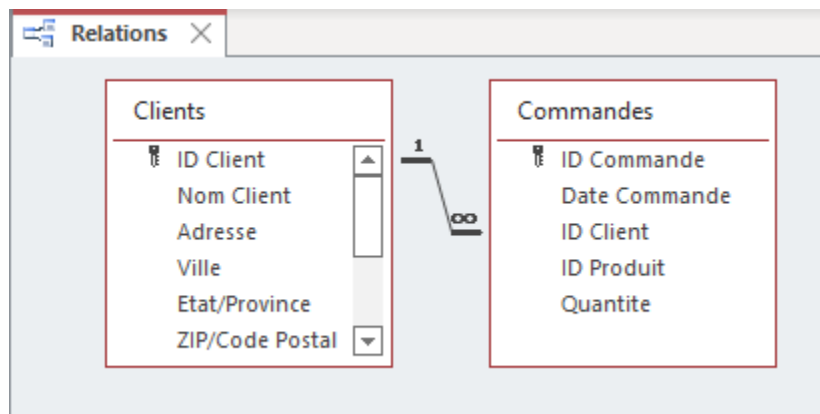 Relations
Clients
ID Client
Nom Client
Adresse
Ville
Etat/Province
ZIP/Code Postal
1
∞
Commandes
ID Commande
Date Commande
ID Client
ID Produit
Quantite